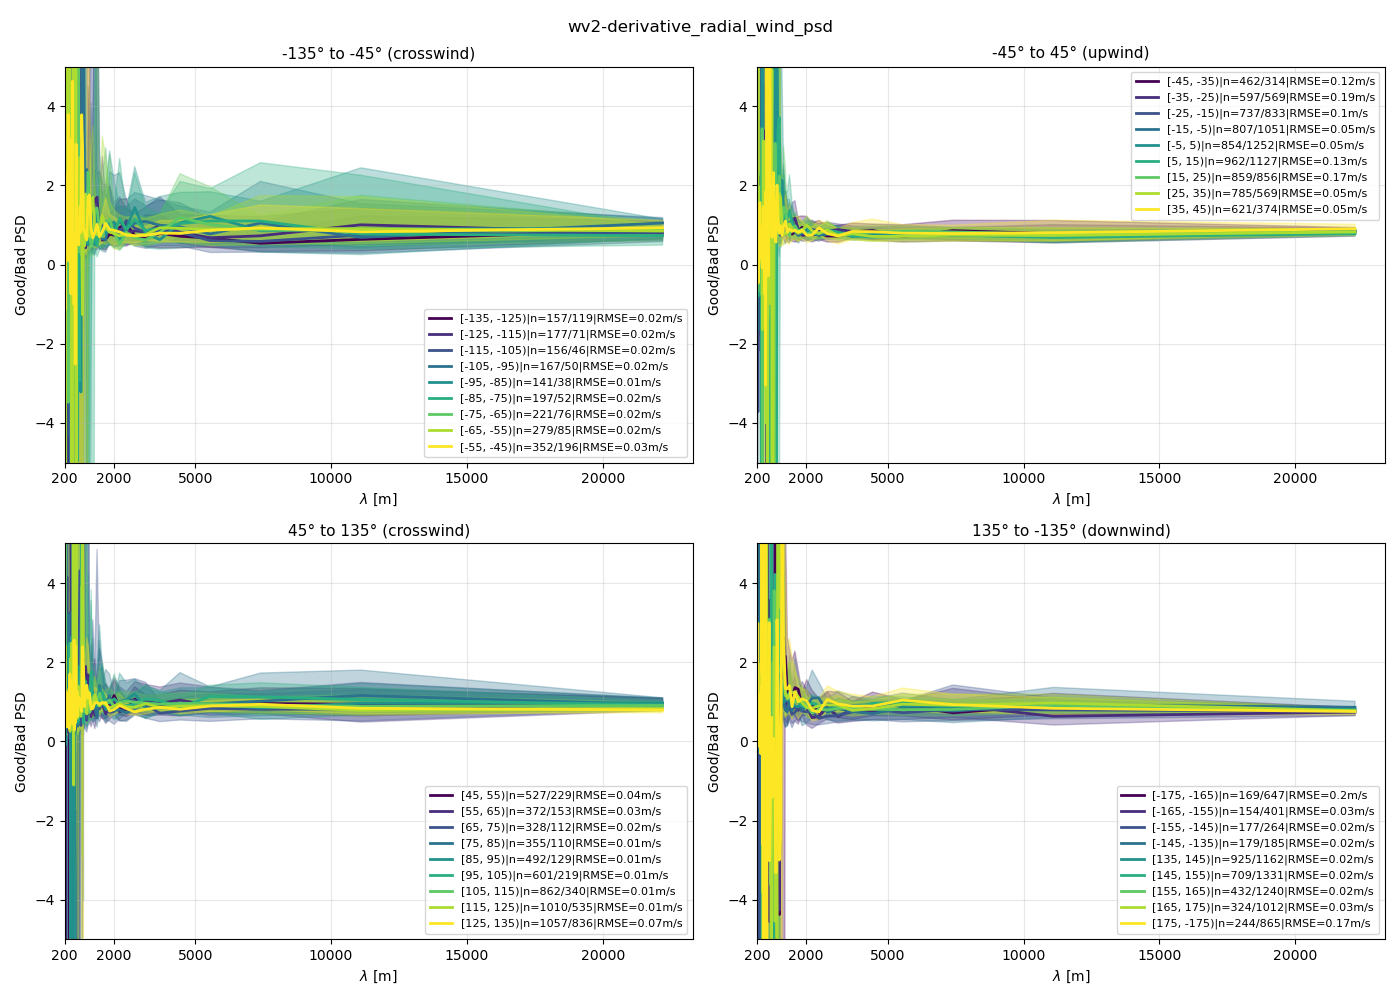 wv2-derivative_radial_wind_psd
-135° to -45° (crosswind)
Good/Bad PSD
4
2
0
−2
−4
[-135, -125)|n=157/119|RMSE=0.02m/s
[-125, -115)|n=177/71|RMSE=0.02m/s
[-115, -105)|n=156/46|RMSE=0.02m/s
[-105, -95)|n=167/50|RMSE=0.02m/s
[-95, -85)|n=141/38|RMSE=0.01m/s
[-85, -75)|n=197/52|RMSE=0.02m/s
[-75, -65)|n=221/76|RMSE=0.02m/s
[-65, -55)|n=279/85|RMSE=0.02m/s
[-55, -45)|n=352/196|RMSE=0.03m/s
200 2000 5000 10000 15000 20000
λ [m]
-45° to 45° (upwind)
Good/Bad PSD
4
2
0
−2
−4
[-45, -35)|n=462/314|RMSE=0.12m/s
[-35, -25)|n=597/569|RMSE=0.19m/s
[-25, -15)|n=737/833|RMSE=0.1m/s
[-15, -5)|n=807/1051|RMSE=0.05m/s
[-5, 5)|n=854/1252|RMSE=0.05m/s
[5, 15)|n=962/1127|RMSE=0.13m/s
[15, 25)|n=859/856|RMSE=0.17m/s
[25, 35)|n=785/569|RMSE=0.05m/s
[35, 45)|n=621/374|RMSE=0.05m/s
200 2000 5000 10000 15000 20000
λ [m]
45° to 135° (crosswind)
Good/Bad PSD
4
2
0
−2
−4
[45, 55)|n=527/229|RMSE=0.04m/s
[55, 65)|n=372/153|RMSE=0.03m/s
[65, 75)|n=328/112|RMSE=0.02m/s
[75, 85)|n=355/110|RMSE=0.01m/s
[85, 95)|n=492/129|RMSE=0.01m/s
[95, 105)|n=601/219|RMSE=0.01m/s
[105, 115)|n=862/340|RMSE=0.01m/s
[115, 125)|n=1010/535|RMSE=0.01m/s
[125, 135)|n=1057/836|RMSE=0.07m/s
200 2000 5000 10000 15000 20000
λ [m]
135° to -135° (downwind)
Good/Bad PSD
4
2
0
−2
−4
[-175, -165)|n=169/647|RMSE=0.2m/s
[-165, -155)|n=154/401|RMSE=0.03m/s
[-155, -145)|n=177/264|RMSE=0.02m/s
[-145, -135)|n=179/185|RMSE=0.02m/s
[135, 145)|n=925/1162|RMSE=0.02m/s
[145, 155)|n=709/1331|RMSE=0.02m/s
[155, 165)|n=432/1240|RMSE=0.02m/s
[165, 175)|n=324/1012|RMSE=0.03m/s
[175, -175)|n=244/865|RMSE=0.17m/s
200 2000 5000 10000 15000 20000
λ [m]